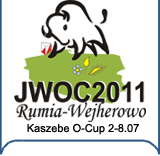 JWOC2011
Rumia-Wejherowo
Kaszebe O-Cup 2-8.07